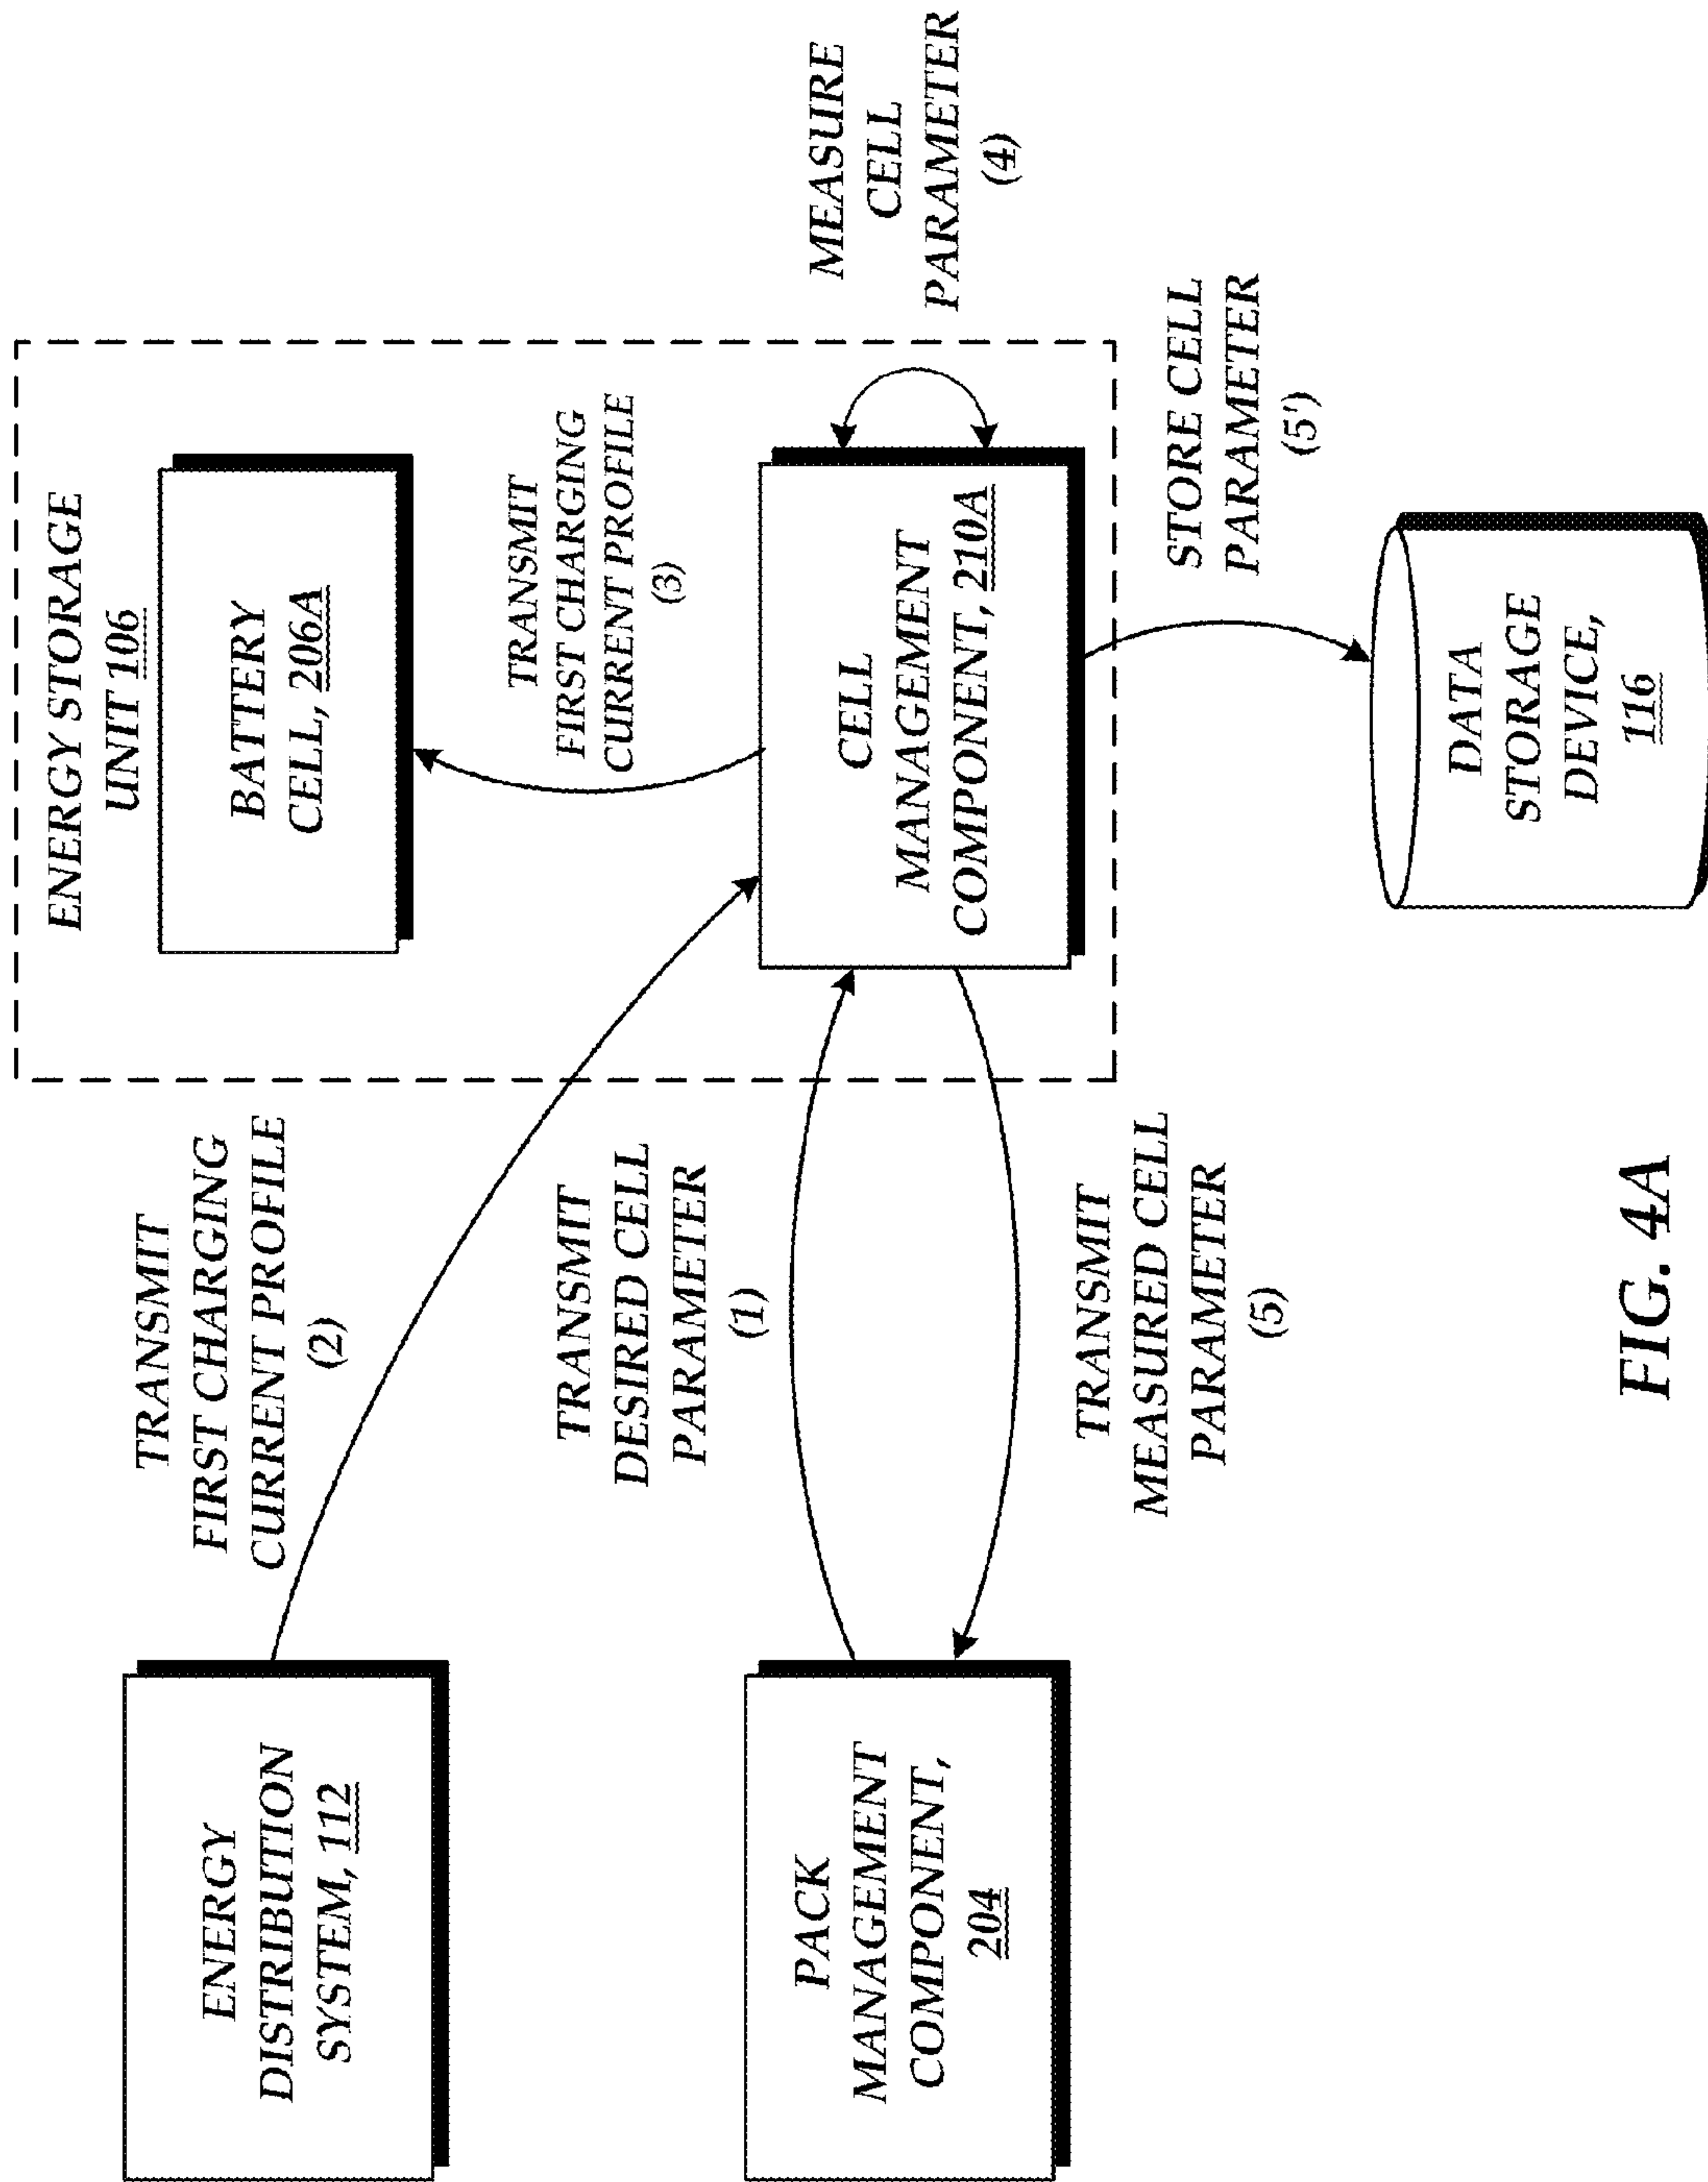 ENERGY
DISTRIBUTION
SYSTEM, 112
TRANSMIT
FIRST CHARGING
CURRENT PROFILE
(2)
ENERGY STORAGE
UNIT 106
BATTERY
CELL, 206A
TRANSMIT
FIRST CHARGING
CURRENT PROFILE
(3)
PACK
MANAGEMENT
COMPONENT,
204
TRANSMIT
DESIRED CELL
PARAMETER
(1)
TRANSMIT
MEASURED CELL
PARAMETER
(5)
CELL
MANAGEMENT
COMPONENT, 210A
MEASURE
CELL
PARAMETER
(4)
STORE CELL
PARAMETER
(5')
DATA
STORAGE
DEVICE,
116
FIG. 4A